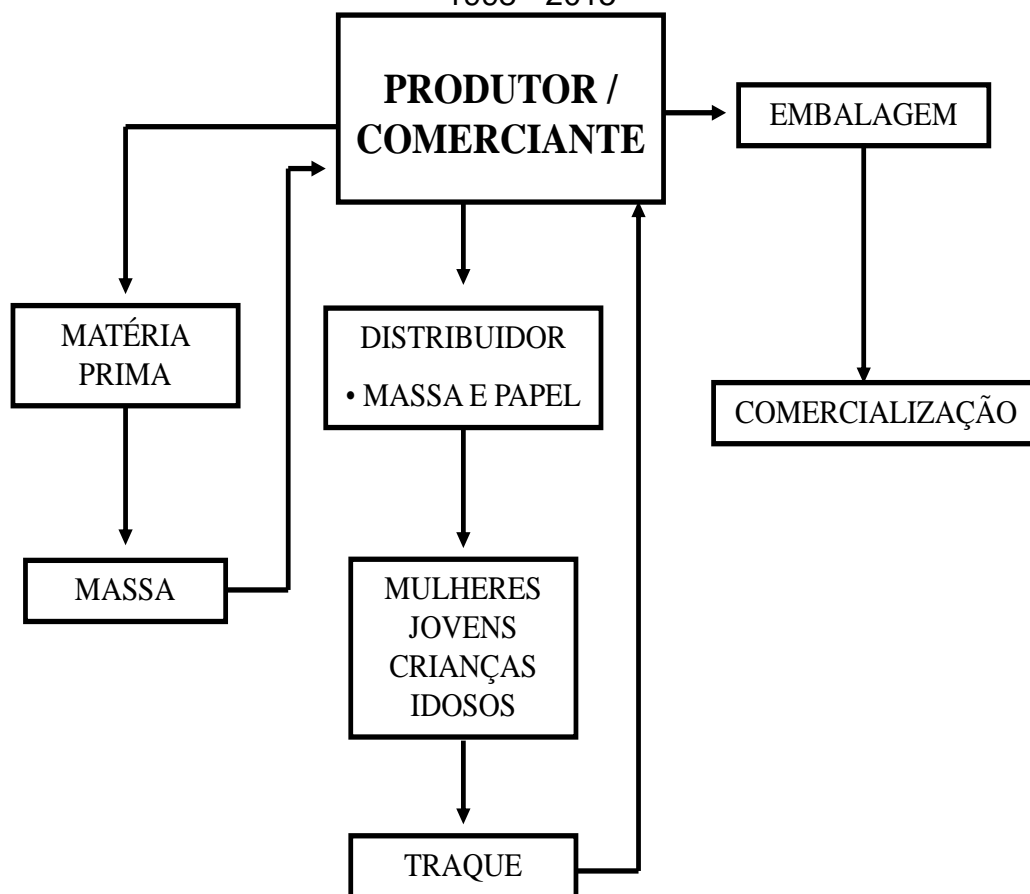 PRODUTOR /
COMERCIANTE
EMBALAGEM
MATÉRIA
PRIMA
DISTRIBUIDOR
• MASSA E PAPEL
COMERCIALIZAÇÃO
MASSA
MULHERES
JOVENS
CRIANÇAS
IDOSOS
TRAQUE